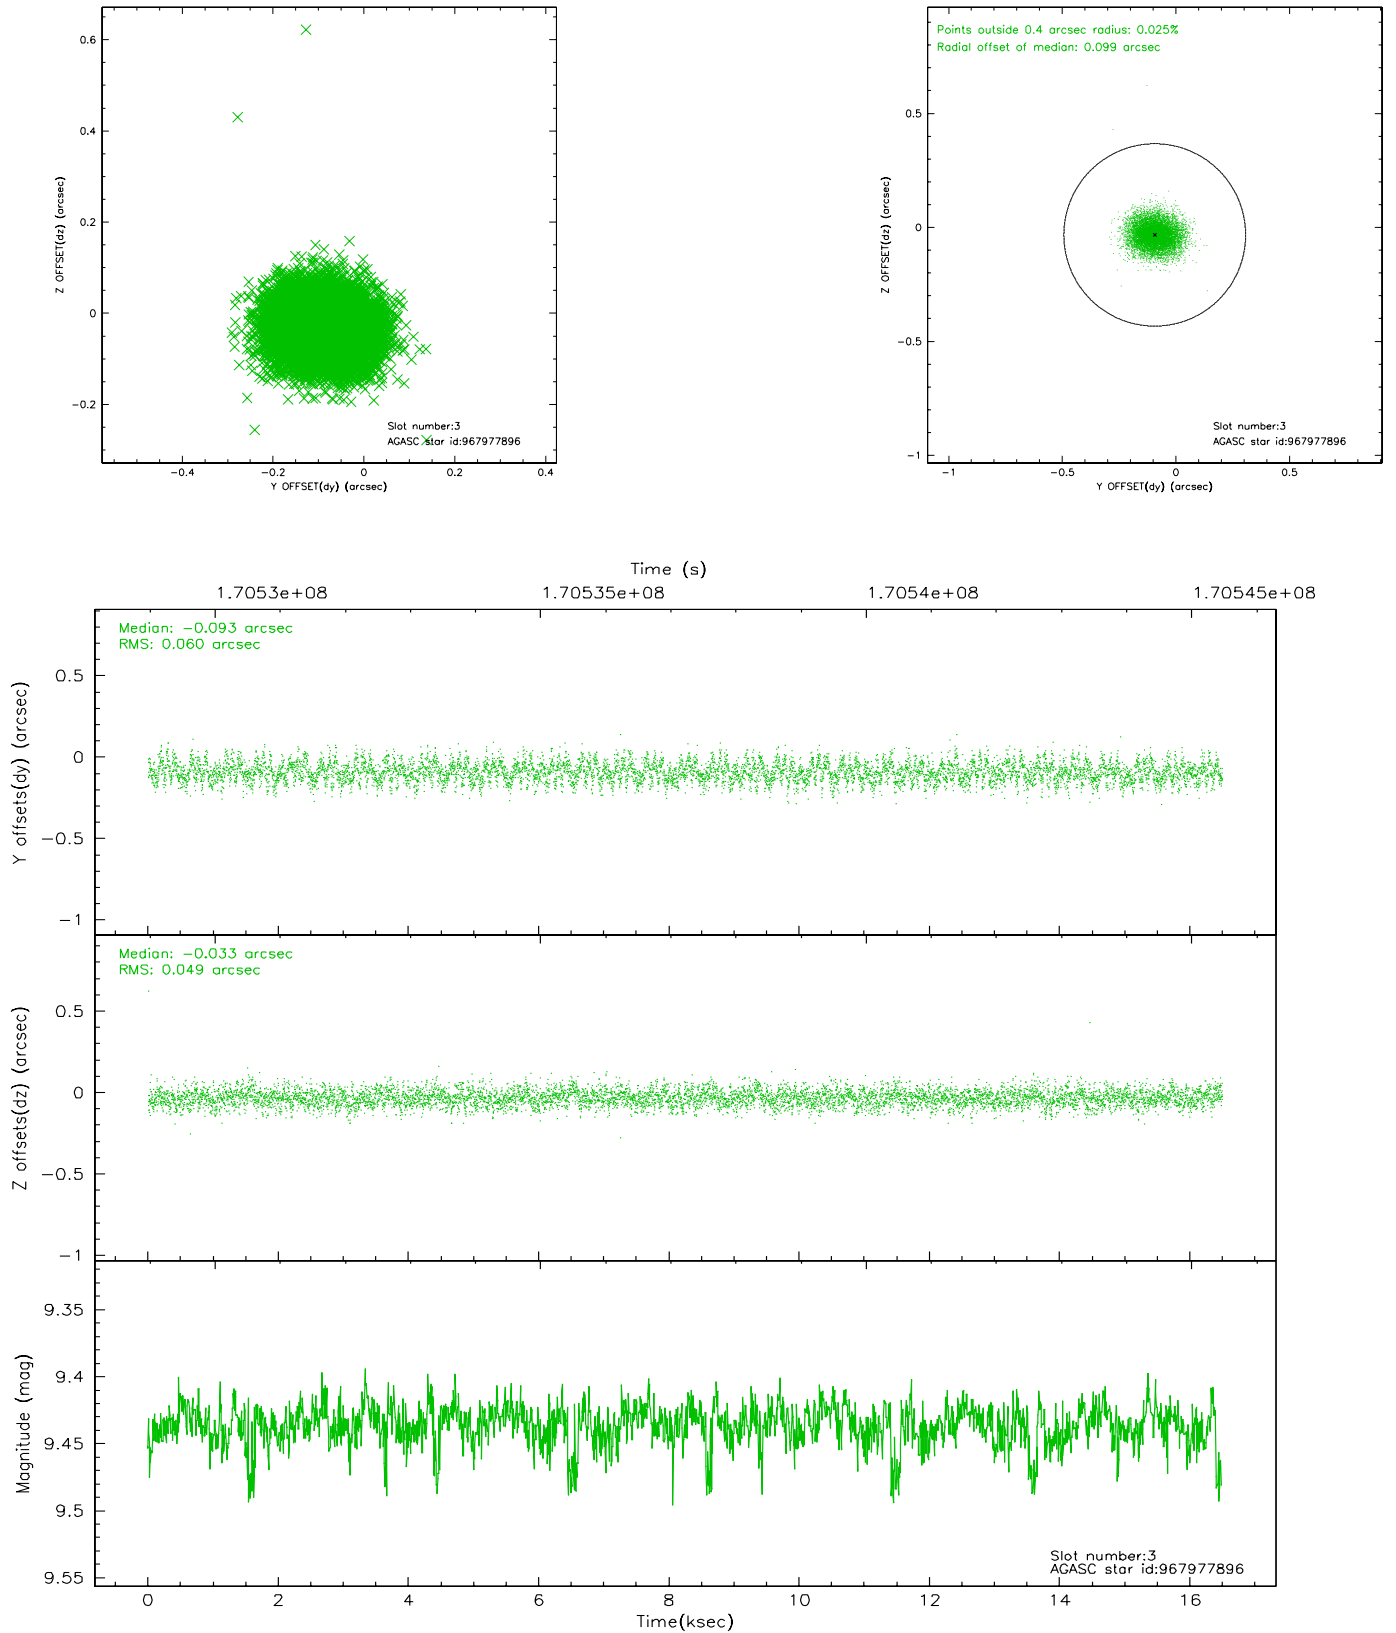 0.6
0.4
0.2
0
−0.2
Z OFFSET(dz) (arcsec)
Slot number:3
AGASC star id:967977896
−0.4 −0.2 0 0.2 0.4
Y OFFSET(dy) (arcsec)
Points outside 0.4 arcsec radius: 0.025%
Radial offset of median: 0.099 arcsec
0.5
0
−0.5
−1
Z OFFSET(dz) (arcsec)
Slot number:3
AGASC star id:967977896
−1 −0.5 0 0.5
Y OFFSET(dy) (arcsec)
Time (s)
1.7053e+08 1.70535e+08 1.7054e+08 1.70545e+08
Median: −0.093 arcsec
RMS: 0.060 arcsec
0.5
0
−0.5
−1
Y offsets(dy) (arcsec)
Median: −0.033 arcsec
RMS: 0.049 arcsec
0.5
0
−0.5
−1
Z offsets(dz) (arcsec)
9.35
9.4
9.45
9.5
9.55
Magnitude (mag)
Slot number:3
AGASC star id:967977896
0 2 4 6 8 10 12 14 16
Time(ksec)